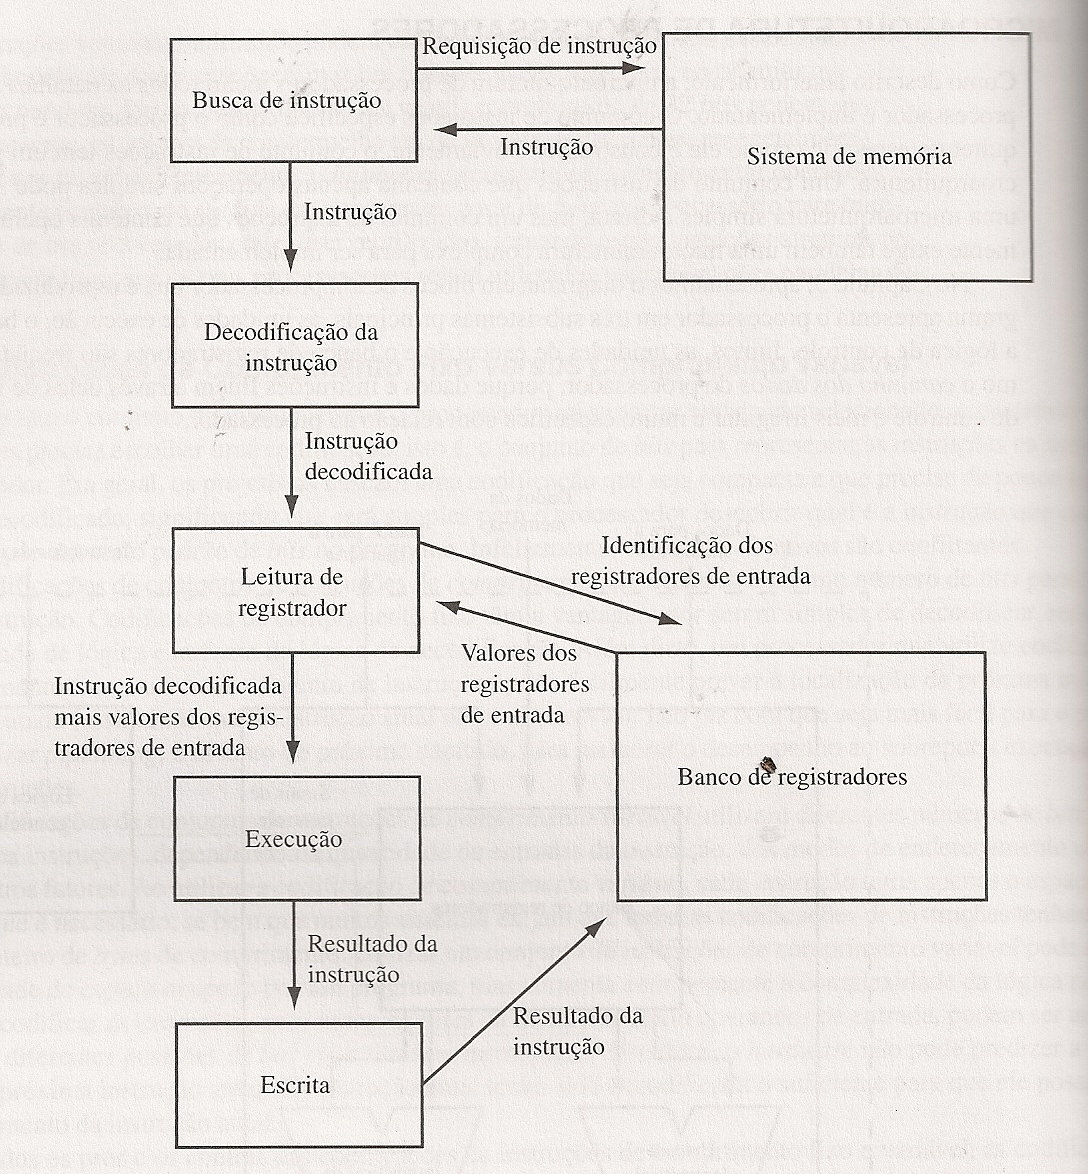 Requisição de instrução
Busca de instrução
Instrução
Sistema de memória
Instrução
Decodificação da
instrução
Instrução
decodificada
Leitura de
registrador
Identificação dos
registradores de entrada
Valores dos
registradores
de entrada
Instrução decodificada
mais valores dos regis-
tradores de entrada
Banco de registradores
Execução
Resultado da
instrução
Resultado da
instrução
Escrita